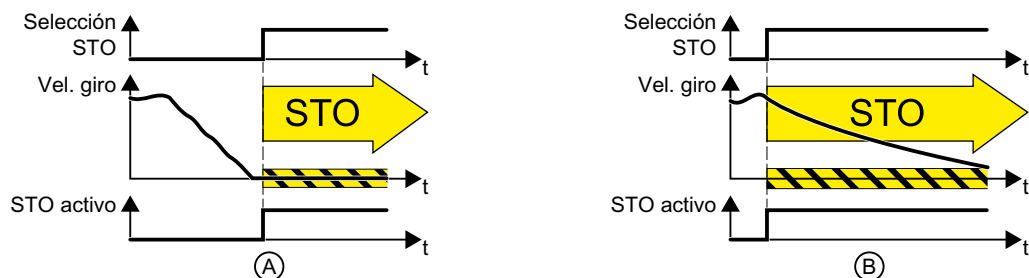 Selección
STO
t
Vel. giro
STO
t
STO activo
t
A
Selección
STO
t
Vel. giro
STO
t
STO activo
t
B